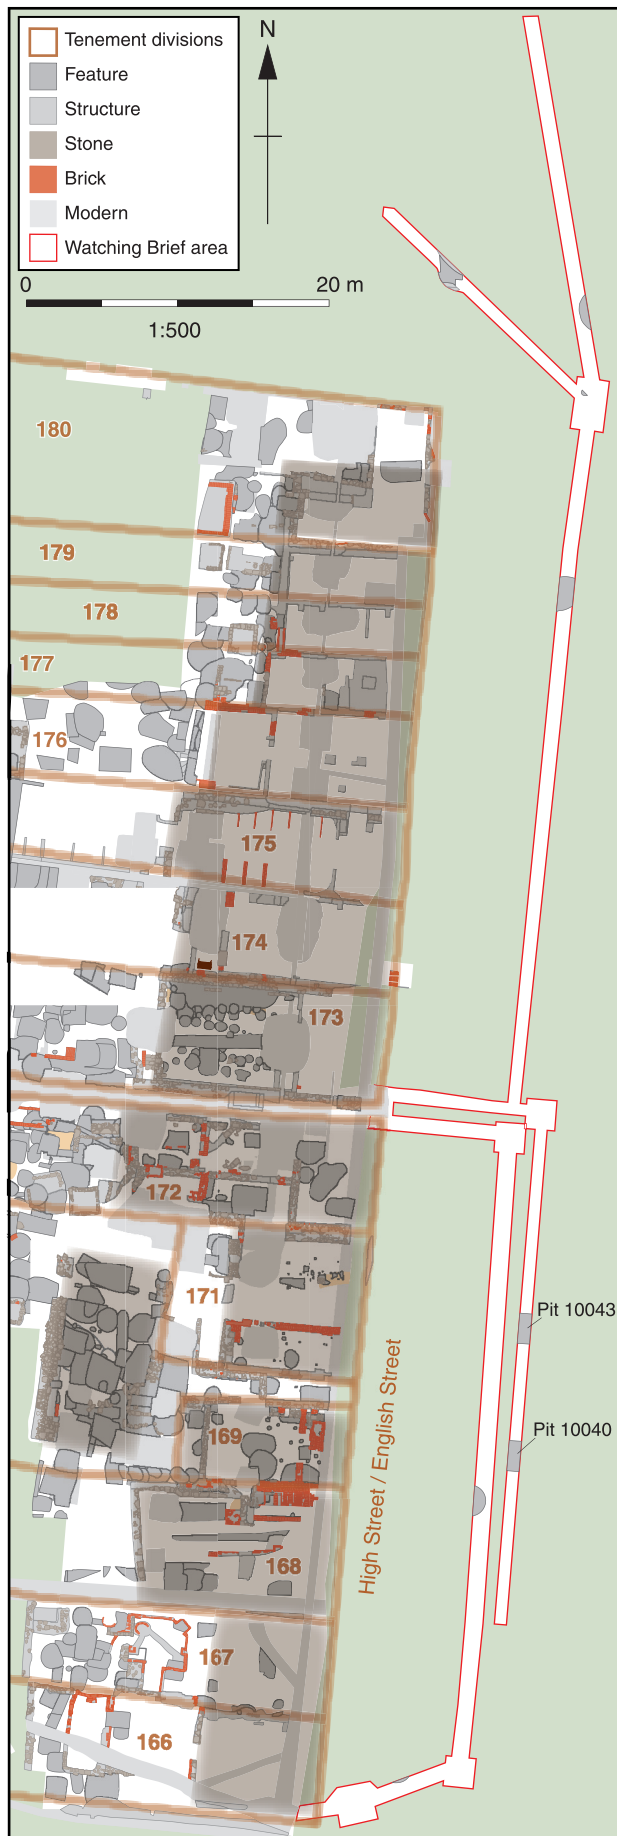 Tenement divisions
Feature
Structure
Stone
Brick
Modern
Watching Brief area
N
0 20 m
1:500
180
179
178
177
176
175
174
173
172
171
Pit 10043
Pit 10040
169
High Street / English Street
168
167
166